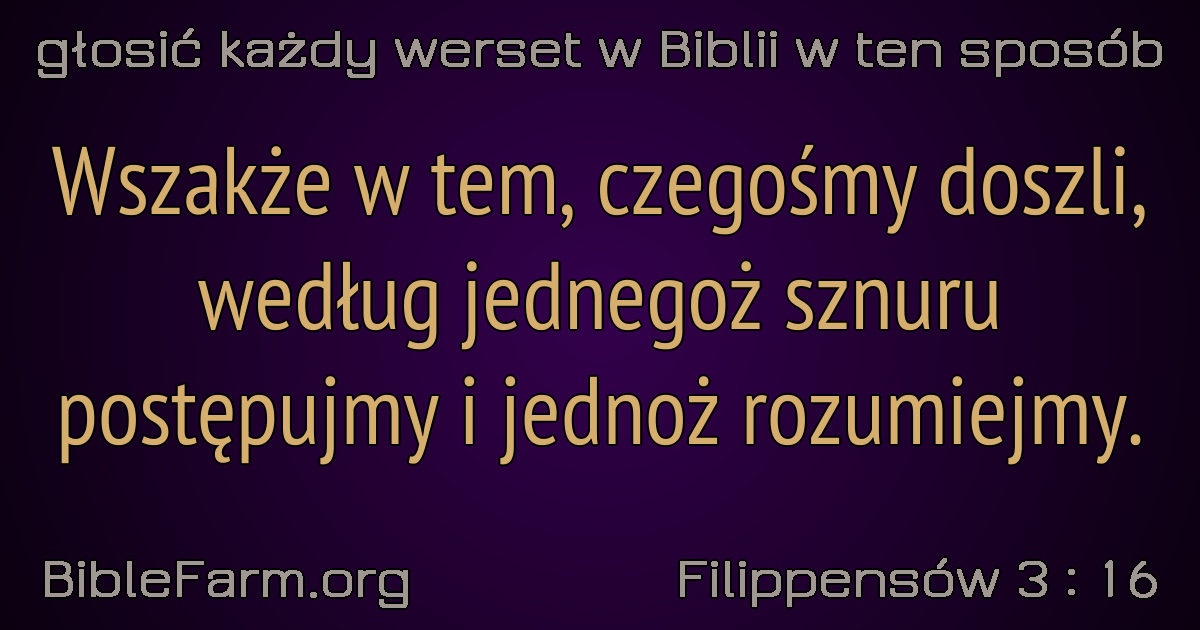 głosić każdy werset w Biblii w ten sposób
Wszakże w tem, czegośmy doszli,
według jednegoż sznuru
postępujmy i jednoż rozumiejmy.
BibleFarm.org
Filippensów 3 : 16